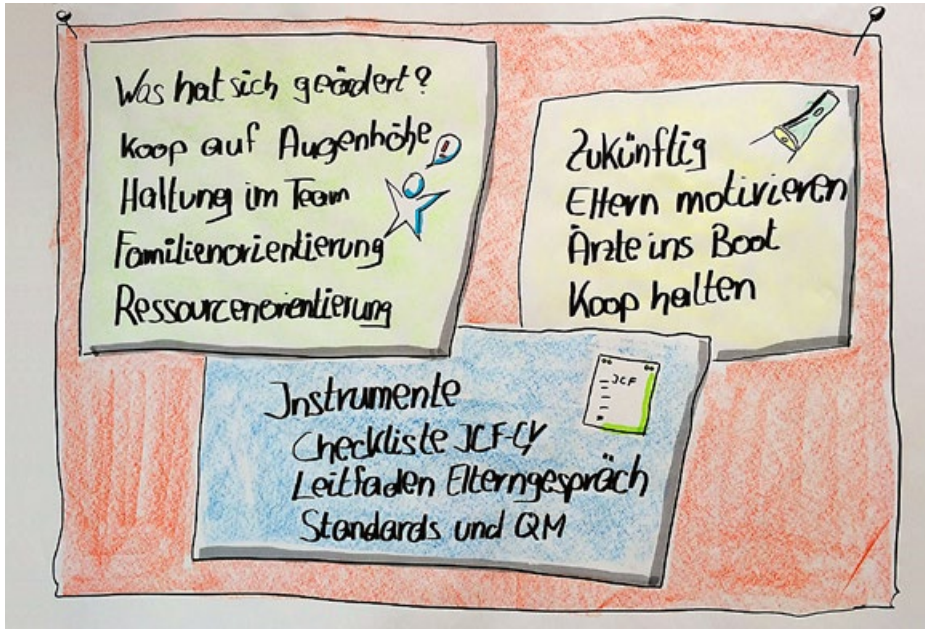 Was hat sich geändert?
Koop auf Augenhöhe
Haltung im Team
Familienorientierung
Ressourcenorientierung
Zukünftig
Eltern motivieren
Ärzte ins Boot
Koop halten
Instrumente
ICF
Checkliste ICF-CY
Leitfaden Elterngespräch
Standards und QM